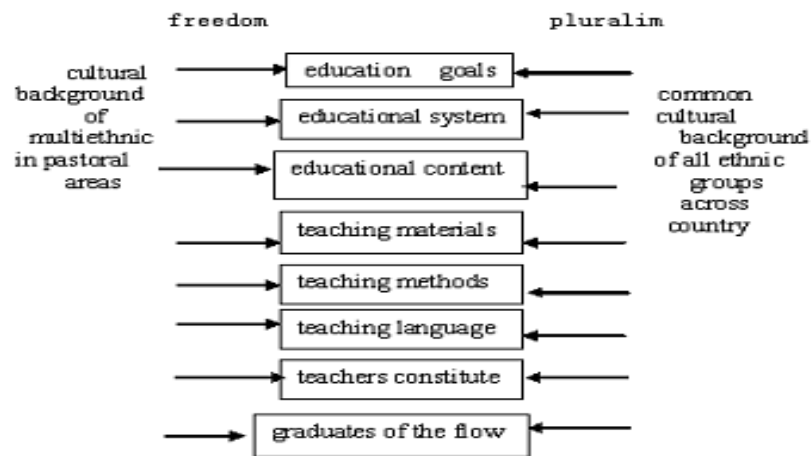 freedom
pluralim
cultural
background
of
multiethnic
in pastoral
areas
education goals
educational system
educational content
teaching materials
teaching methods
teaching language
teachers constitute
graduates of the flow
common
cultural
background
of all ethnic
groups
across
country